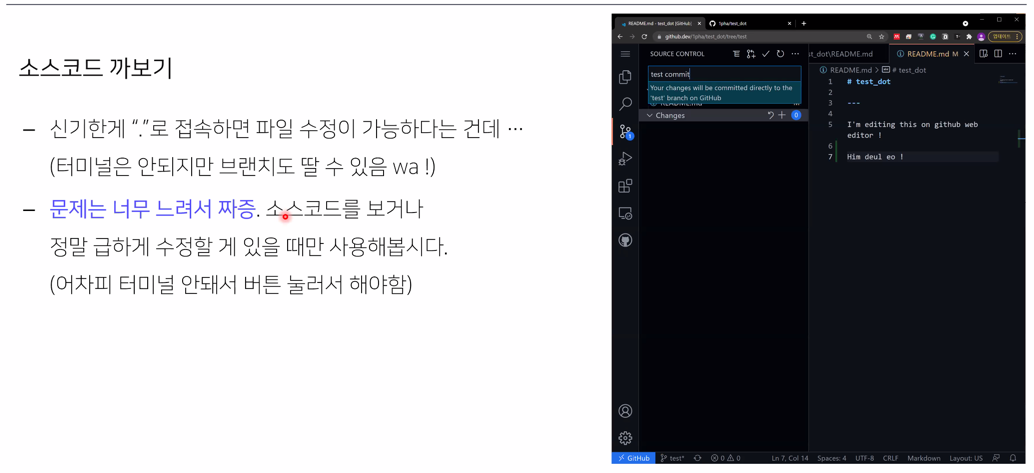 소스코드 까보기
– 신기한게 “.”로 접속하면 파일 수정이 가능하다는 건데 …
(터미널은 안되지만 브랜치도 딸 수 있음 wa !)
– 문제는 너무 느려서 짜증. 소스코드를 보거나
정말 급하게 수정할 게 있을 때만 사용해봅시다.
(어차피 터미널 안돼서 버튼 눌러서 해야함)
README.md - test_dot [GitHub]
1pha/test_dot
github.dev/1pha/test_dot/tree/test
업데이트
SOURCE CONTROL
test commit
Your changes will be committed directly to the
'test' branch on GitHub
Changes 0
1
st_dot\README.md
README.md M
README.md > # test_dot
1 # test_dot
2
3 ---
4
5 I'm editing this on github web
editor !
6
7 Him deul eo !
GitHub test* 0 0 Ln 7, Col 14 Spaces: 4 UTF-8 CRLF Markdown Layout: US